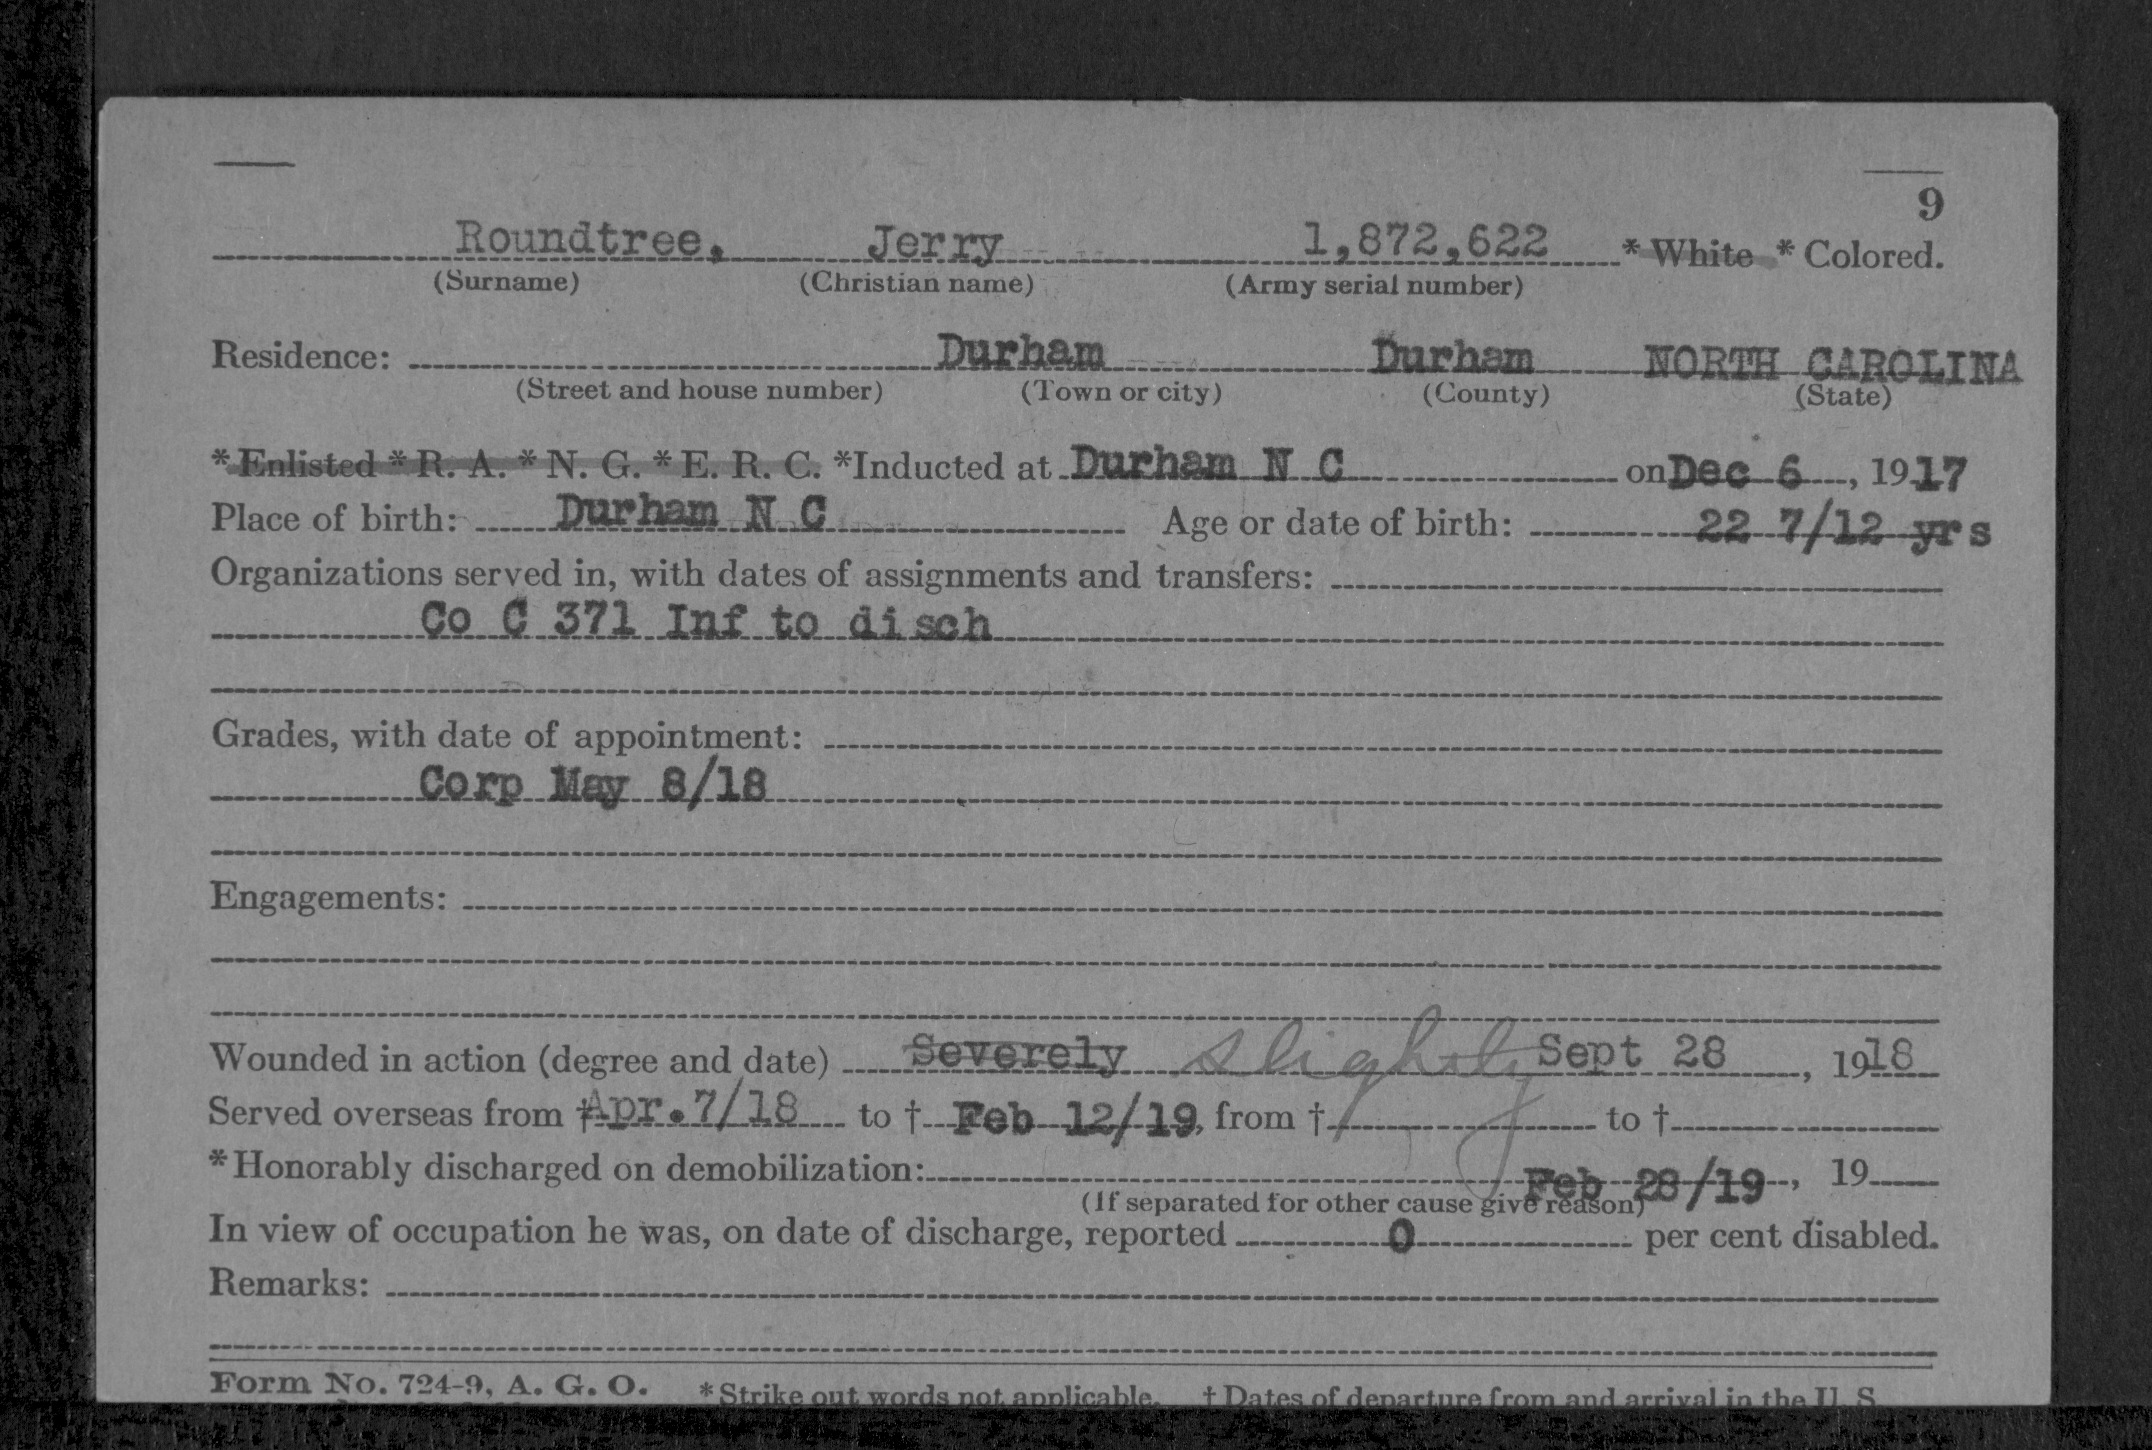 9
Roundtree, Jerry 1,872,622 * White * Colored.
(Surname) (Christian name) (Army serial number)
Residence: Durham Durham NORTH CAROLINA
(Street and house number) (Town or city) (County) (State)
* Enlisted * R. A. * N. G. * E. R. C. *Inducted at Durham N C on Dec 6, 1917
Place of birth: Durham N C Age or date of birth: 22 7/12 yrs
Organizations served in, with dates of assignments and transfers:
Co C 371 Inf to disch
Grades, with date of appointment:
Corp May 8/18
Engagements:
Wounded in action (degree and date) Severely slightly Sept 28, 1918
Served overseas from † Apr. 7/18 to † Feb 12/19, from † to †
* Honorably discharged on demobilization: Feb 28/19, 19
(If separated for other cause give reason)
In view of occupation he was, on date of discharge, reported 0 per cent disabled.
Remarks:
Form No. 724-9, A. G. O. * Strike out words not applicable. † Dates of departure from and arrival in the U. S.